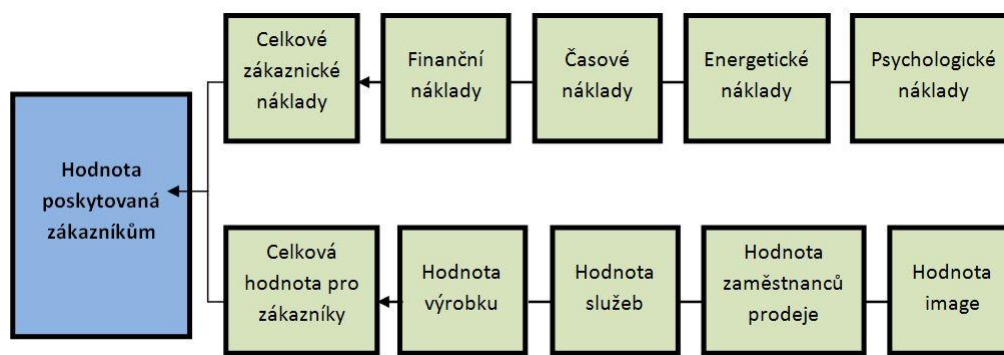 Celkové
zákaznické
náklady
Finanční
náklady
Časové
náklady
Energetické
náklady
Psychologické
náklady
Hodnota
poskytovaná
zákazníkům
Celková
hodnota pro
zákazníky
Hodnota
výrobku
Hodnota
služeb
Hodnota
zaměstnanců
prodeje
Hodnota
image